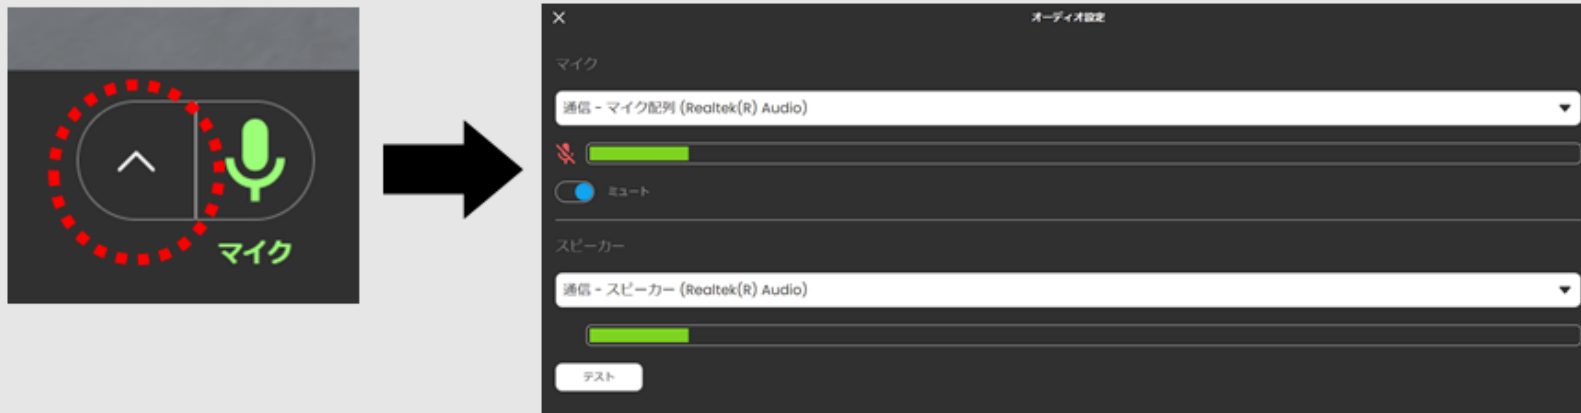 マイク
オーディオ設定
マイク
通信 - マイク配列 (Realtek(R) Audio)
ミュート
スピーカー
通信 - スピーカー (Realtek(R) Audio)
テスト